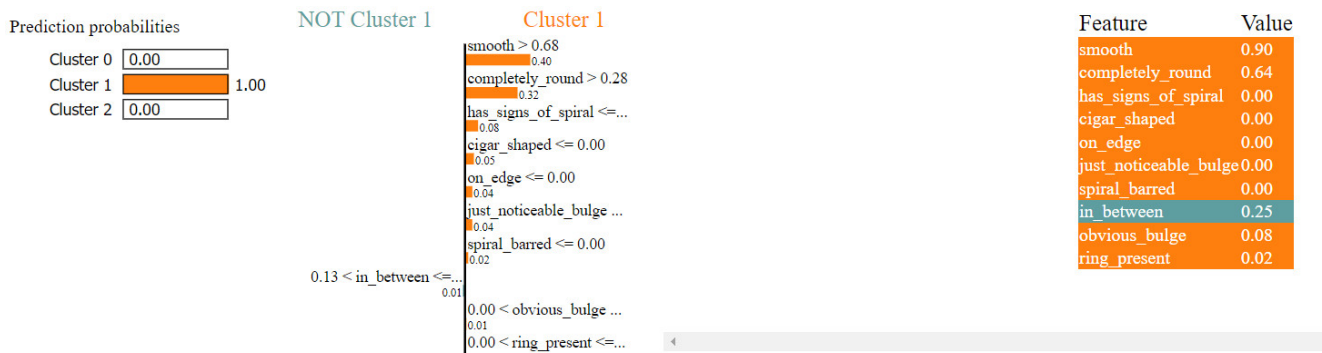 Prediction probabilities
Cluster 0 0.00
Cluster 1 1.00
Cluster 2 0.00
NOT Cluster 1 Cluster 1
smooth > 0.68
0.40
completely_round > 0.28
0.32
has_signs_of_spiral <=...
0.08
cigar_shaped <= 0.00
0.05
on_edge <= 0.00
0.04
just_noticeable_bulge ...
0.04
spiral_barred <= 0.00
0.02
0.13 < in_between <=...
0.01
0.00 < obvious_bulge ...
0.01
0.00 < ring_present <=...
Feature Value
smooth 0.90
completely_round 0.64
has_signs_of_spiral 0.00
cigar_shaped 0.00
on_edge 0.00
just_noticeable_bulge 0.00
spiral_barred 0.00
in_between 0.25
obvious_bulge 0.08
ring_present 0.02